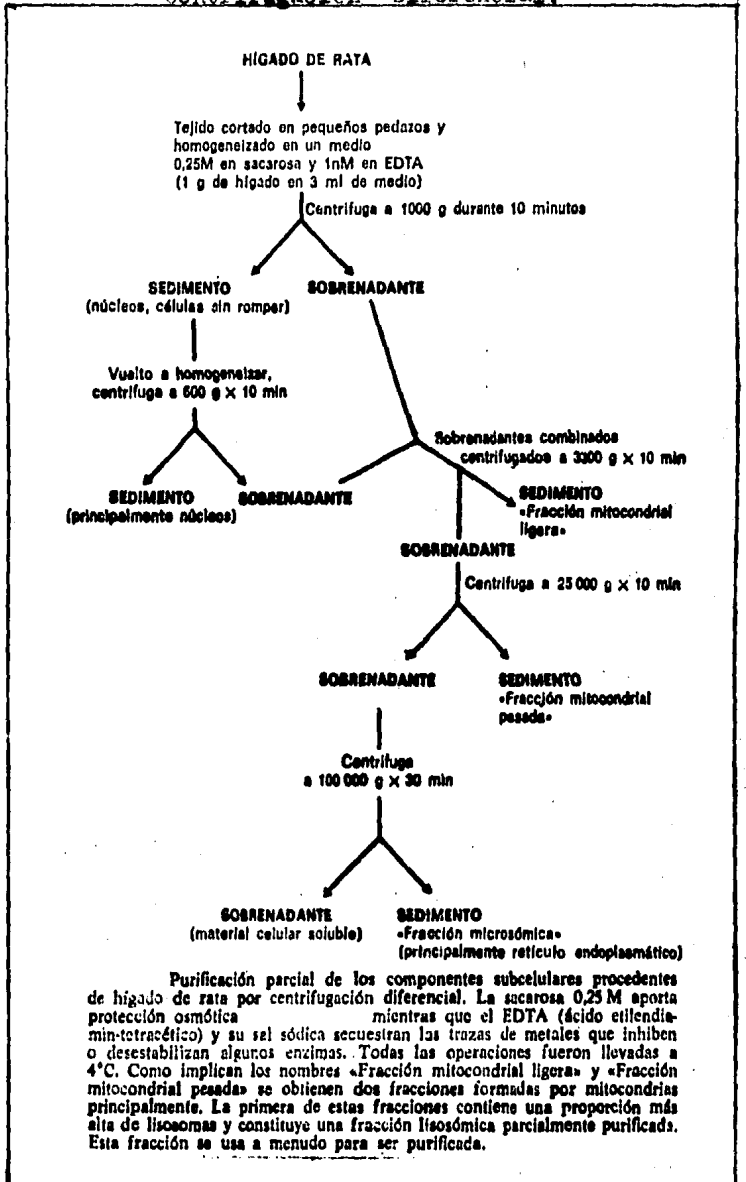 HÍGADO DE RATA
Tejido cortado en pequeños pedazos y
homogeneizado en un medio
0,25M en sacarosa y 1nM en EDTA
(1 g de hígado en 3 ml de medio)
Centrifuga a 1000 g durante 10 minutos
SEDIMENTO
(núcleos, células sin romper)
SOBRENADANTE
Vuelto a homogeneizar,
centrifuga a 600 g × 10 min
Sobrenadantes combinados
centrifugados a 3300 g × 10 min
SEDIMENTO
(principalmente núcleos)
SOBRENADANTE
SEDIMENTO
«Fracción mitocondrial
ligera»
SOBRENADANTE
Centrifuga a 25 000 g × 10 min
SOBRENADANTE
SEDIMENTO
«Fracción mitocondrial
pesada»
Centrifuga
a 100 000 g × 30 min
SOBRENADANTE
(material celular soluble)
SEDIMENTO
«Fracción microsómica»
(principalmente retículo endoplasmático)
Purificación parcial de los componentes subcelulares procedentes
de hígado de rata por centrifugación diferencial. La sacarosa 0,25 M aporta
protección osmótica mientras que el EDTA (ácido etilendia-
min-tetracético) y su sal sódica secuestran las trazas de metales que inhiben
o desestabilizan algunos enzimas. Todas las operaciones fueron llevadas a
4°C. Como implican los nombres «Fracción mitocondrial ligera» y «Fracción
mitocondrial pesada» se obtienen dos fracciones formadas por mitocondrias
principalmente. La primera de estas fracciones contiene una proporción más
alta de lisosomas y constituye una fracción lisosómica parcialmente purificada.
Esta fracción se usa a menudo para ser purificada.